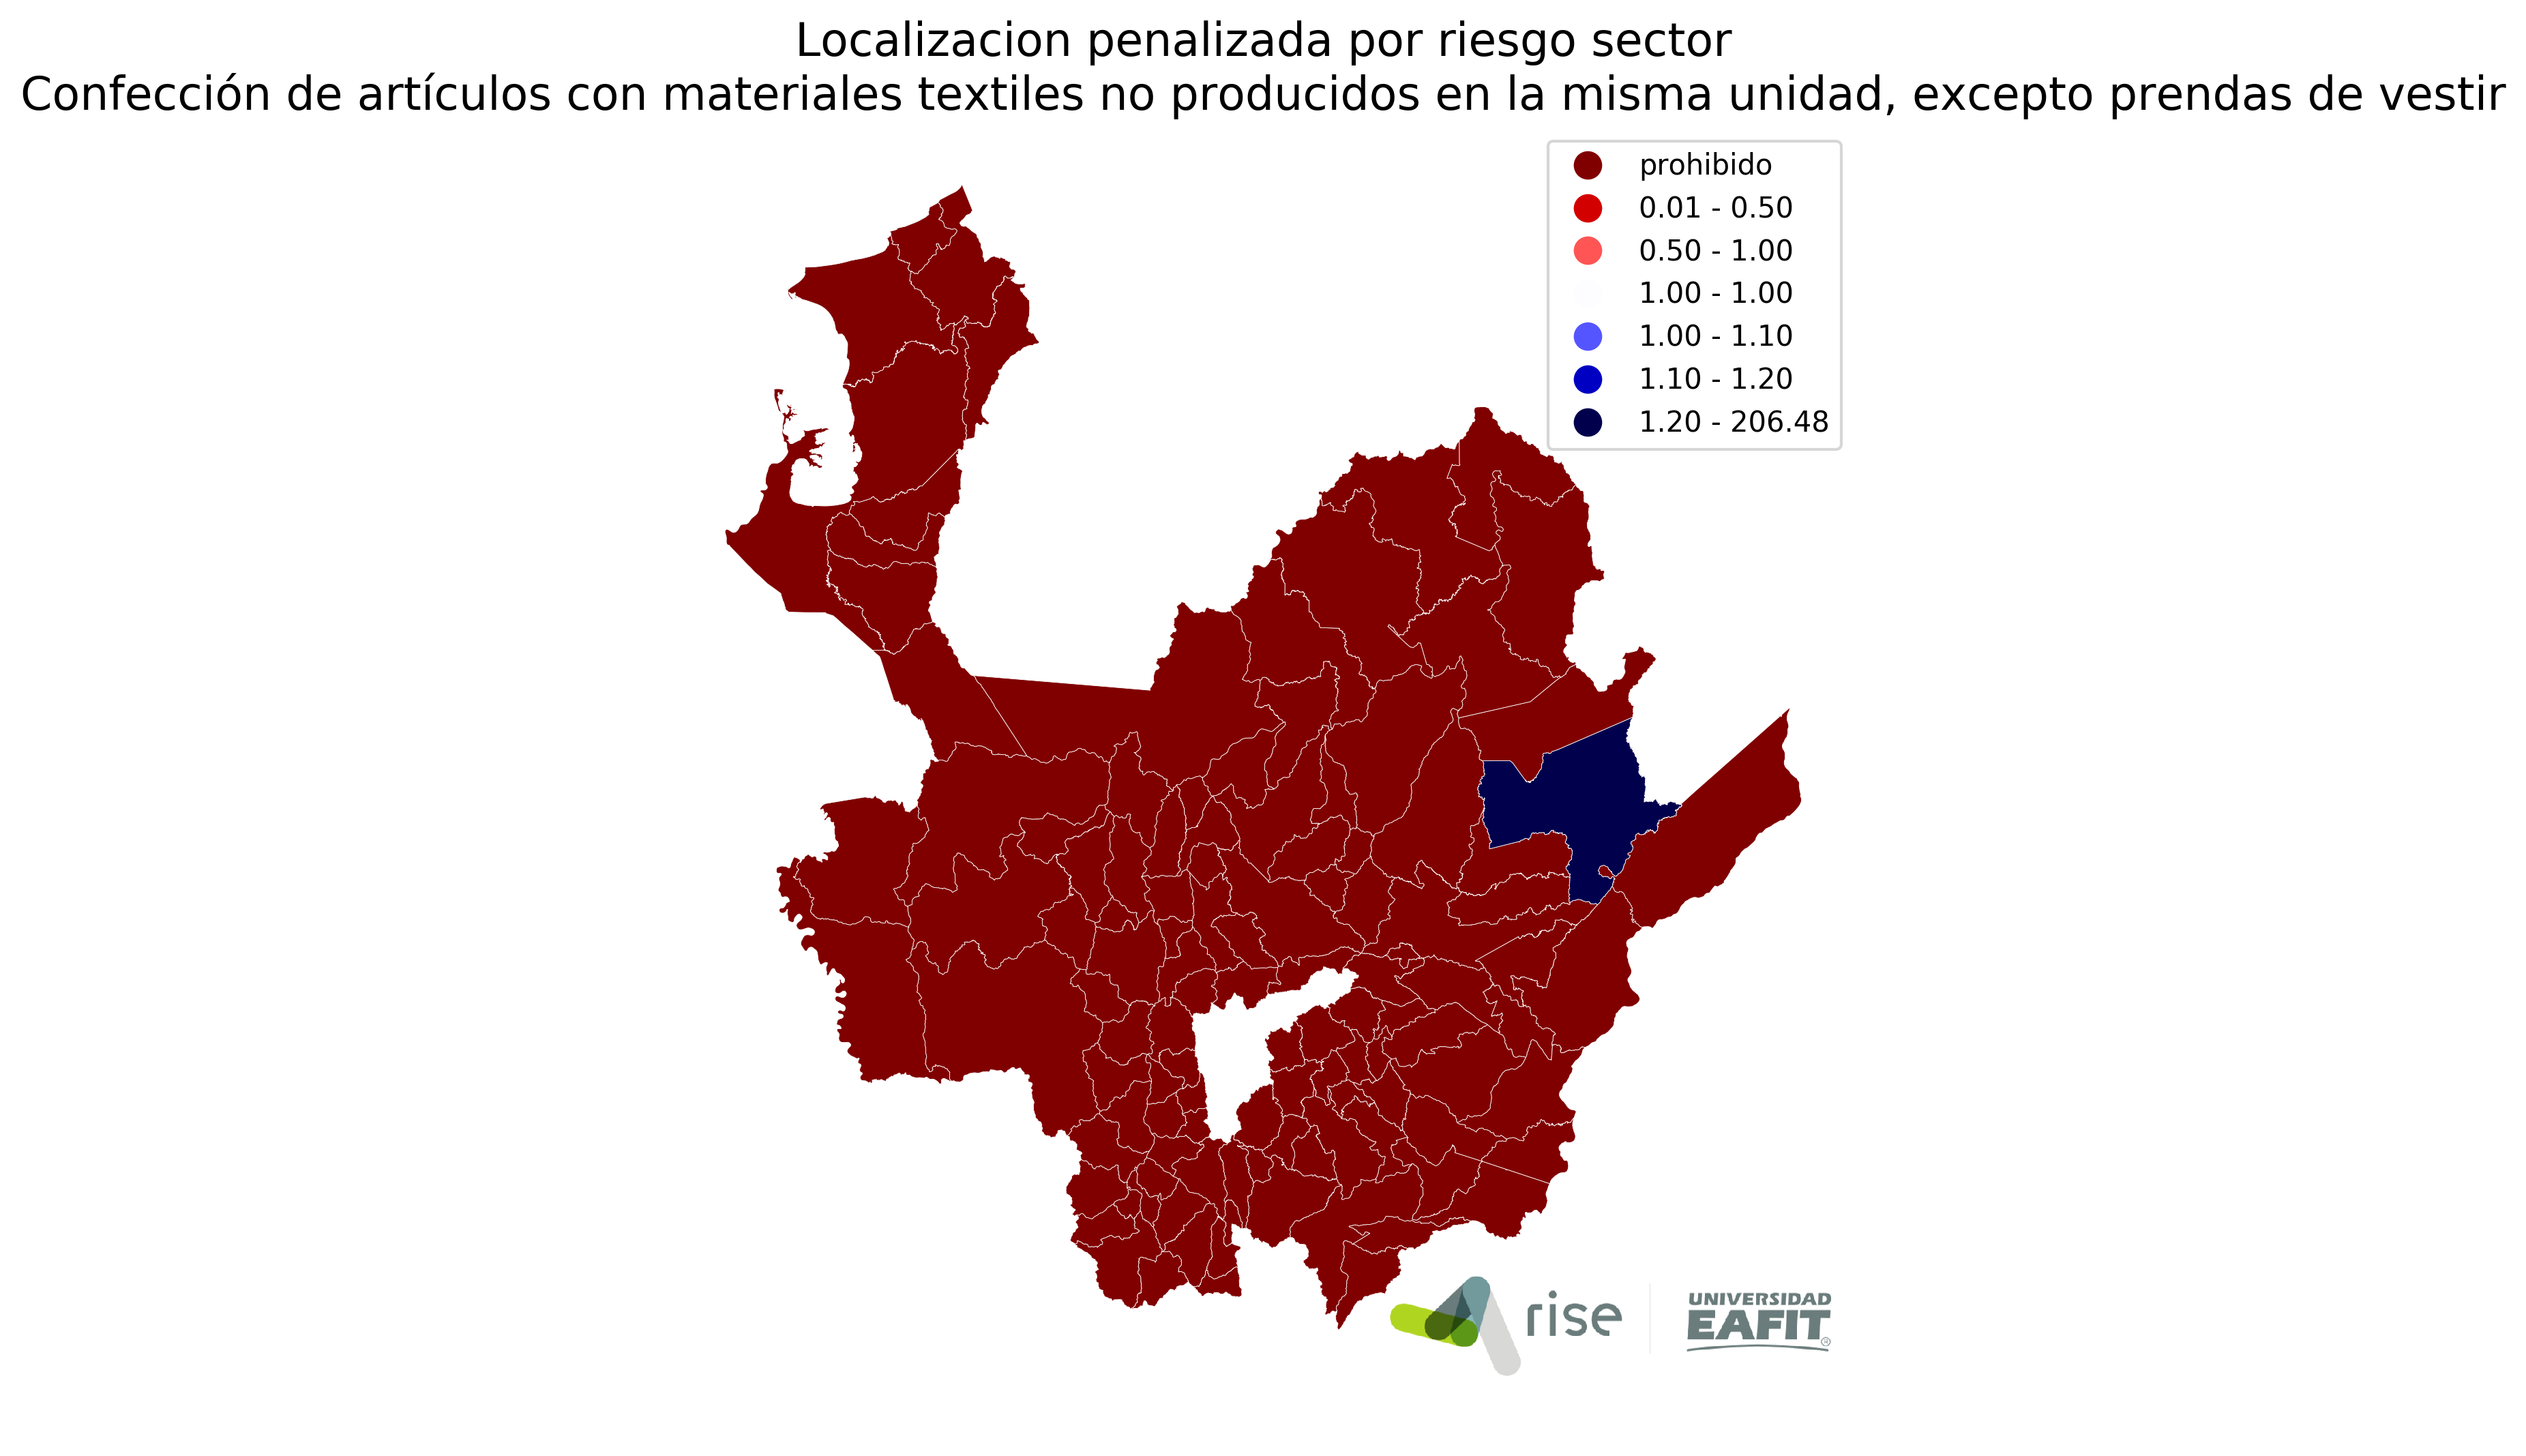 Localizacion penalizada por riesgo sector
Confección de artículos con materiales textiles no producidos en la misma unidad, excepto prendas de vestir
prohibido
0.01 - 0.50
0.50 - 1.00
1.00 - 1.00
1.00 - 1.10
1.10 - 1.20
1.20 - 206.48
rise
UNIVERSIDAD
EAFIT®